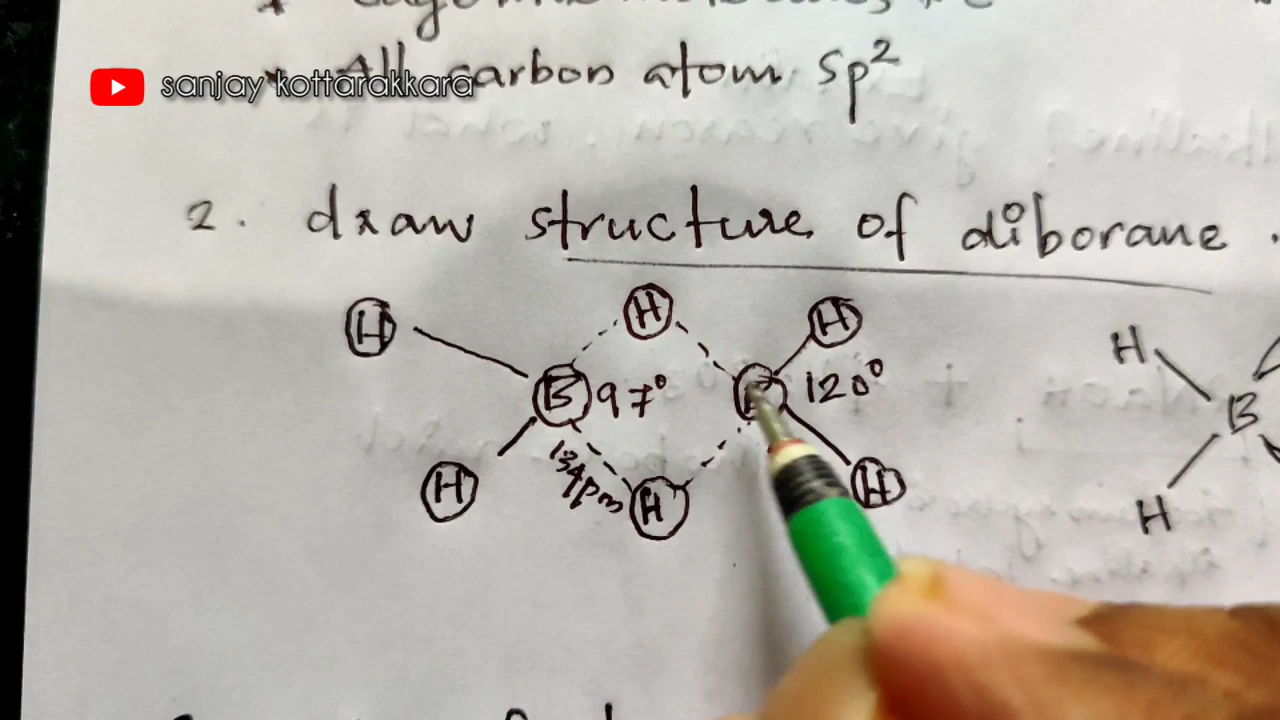 sanjay kottarakkara
All carbon atom sp²
2. draw structure of diborane.
H H H
B 97° 120°
134pm
H H H
H
B
H